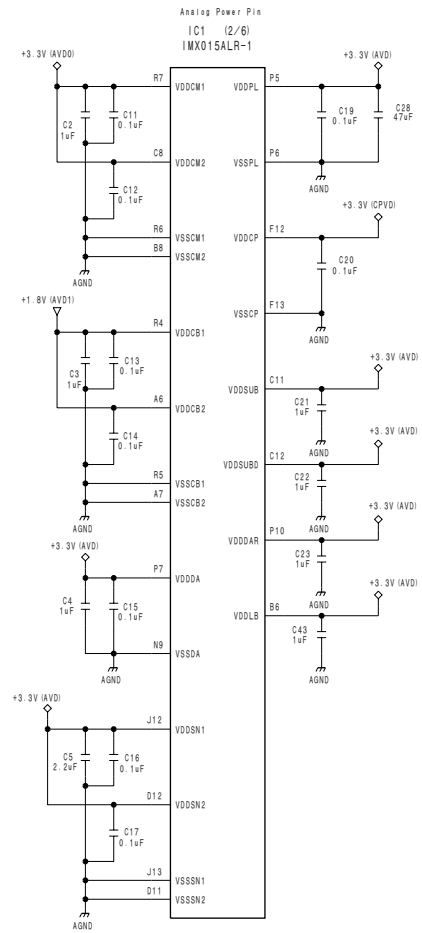 Analog Power Pin
IC1 (2/6)
IMX015ALR-1
+3.3V(AVDO)
R7 VDDCM1
C2
1uF
C11
0.1uF
C8 VDDCM2
C12
0.1uF
R6 VSSCM1
B8 VSSCM2
AGND
+1.8V(AVD1)
R4 VDDCB1
C3
1uF
C13
0.1uF
A6 VDDCB2
C14
0.1uF
R5 VSSCB1
A7 VSSCB2
AGND
+3.3V(AVD)
P7 VDDDA
C4
1uF
C15
0.1uF
N9 VSSDA
AGND
+3.3V(AVD)
J12 VDDSN1
C5
2.2uF
C16
0.1uF
D12 VDDSN2
C17
0.1uF
J13 VSSSN1
D11 VSSSN2
AGND
+3.3V(AVD)
VDDPL P5
C19
0.1uF
C28
47uF
VSSPL P6
AGND
+3.3V(CPVD)
VDDCP F12
C20
0.1uF
VSSCP F13
AGND
+3.3V(AVD)
VDDSUB C11
C21
1uF
AGND
+3.3V(AVD)
VDDSUBD C12
C22
1uF
AGND
+3.3V(AVD)
VDDDAR P10
C23
1uF
AGND
+3.3V(AVD)
VDDLB B6
C43
1uF
AGND